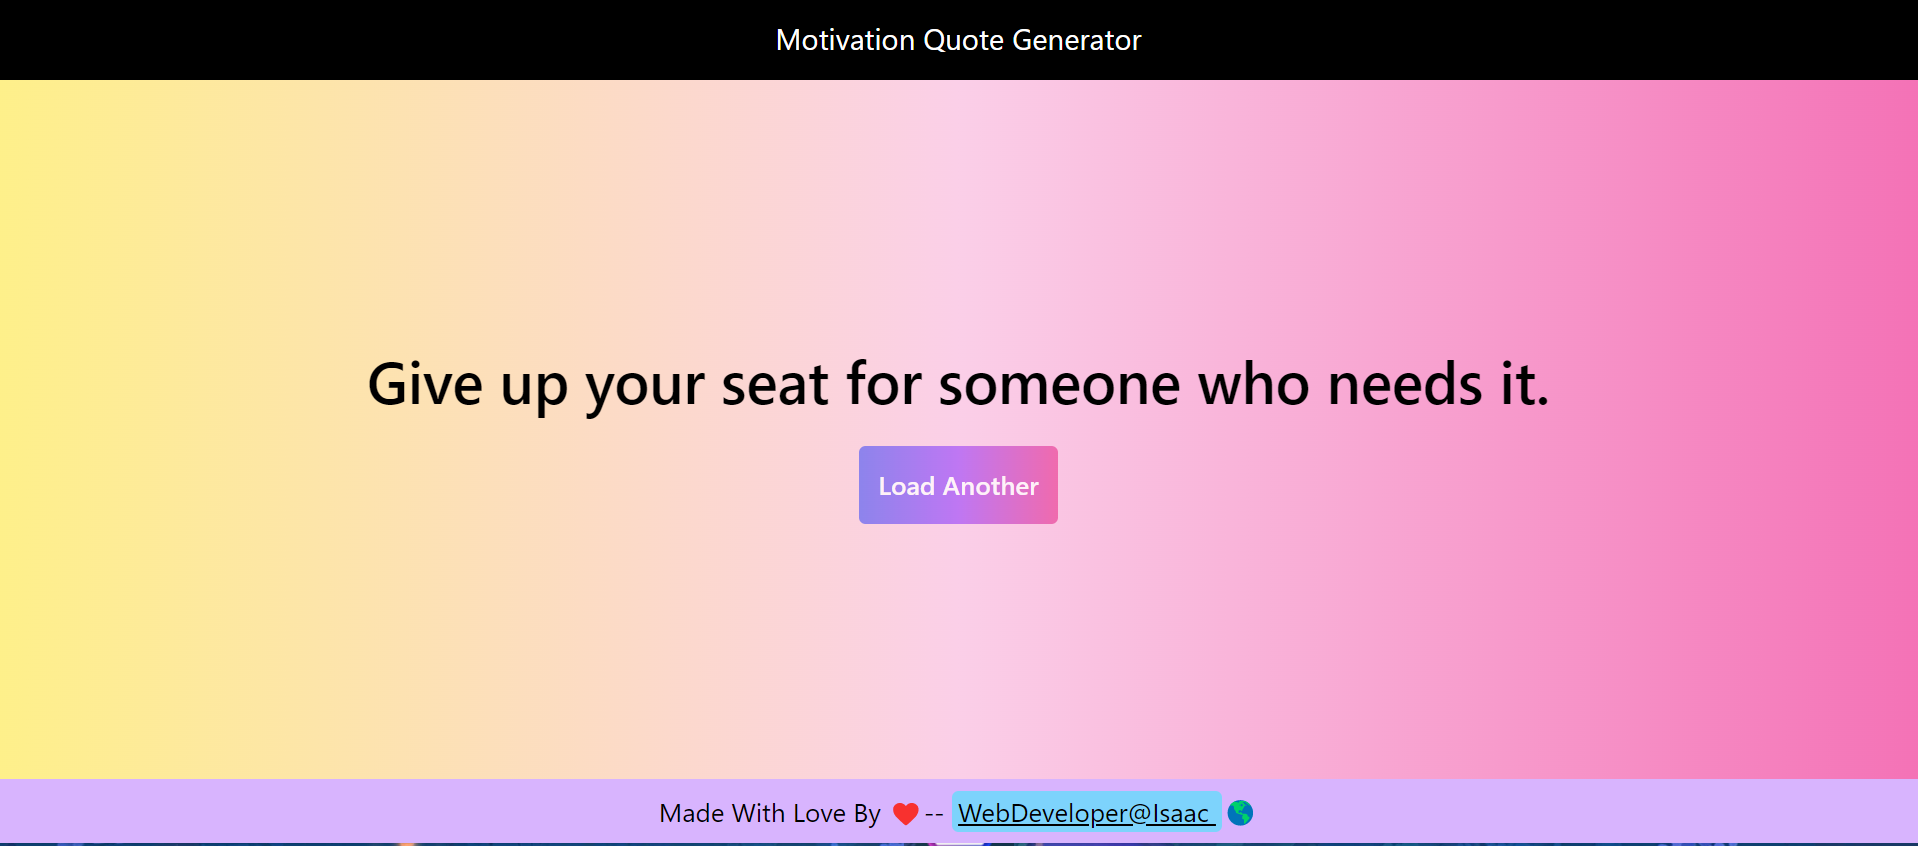 Motivation Quote Generator
Give up your seat for someone who needs it.
Load Another
Made With Love By ❤️-- WebDeveloper@Isaac 🌎